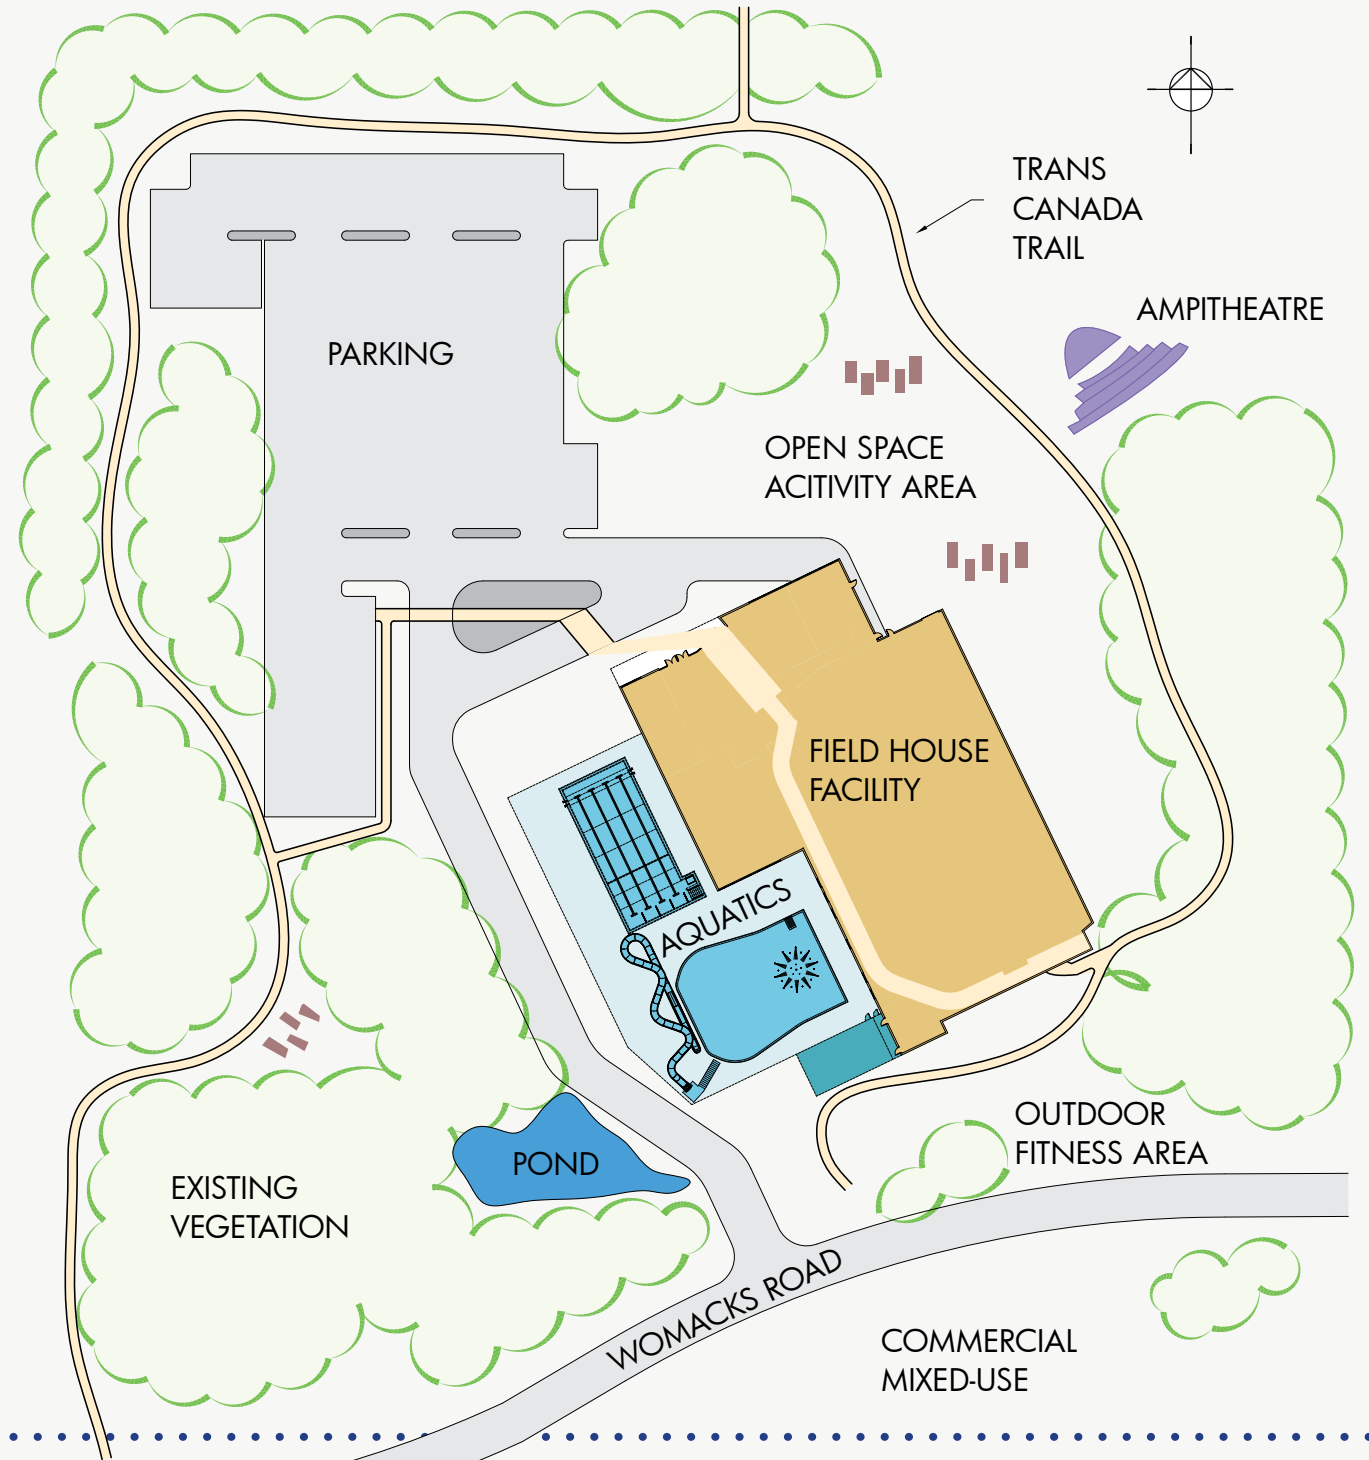 TRANS
CANADA
TRAIL
AMPITHEATRE
PARKING
OPEN SPACE
ACITIVITY AREA
FIELD HOUSE
FACILITY
AQUATICS
OUTDOOR
FITNESS AREA
POND
EXISTING
VEGETATION
WOMACKS ROAD
COMMERCIAL
MIXED-USE